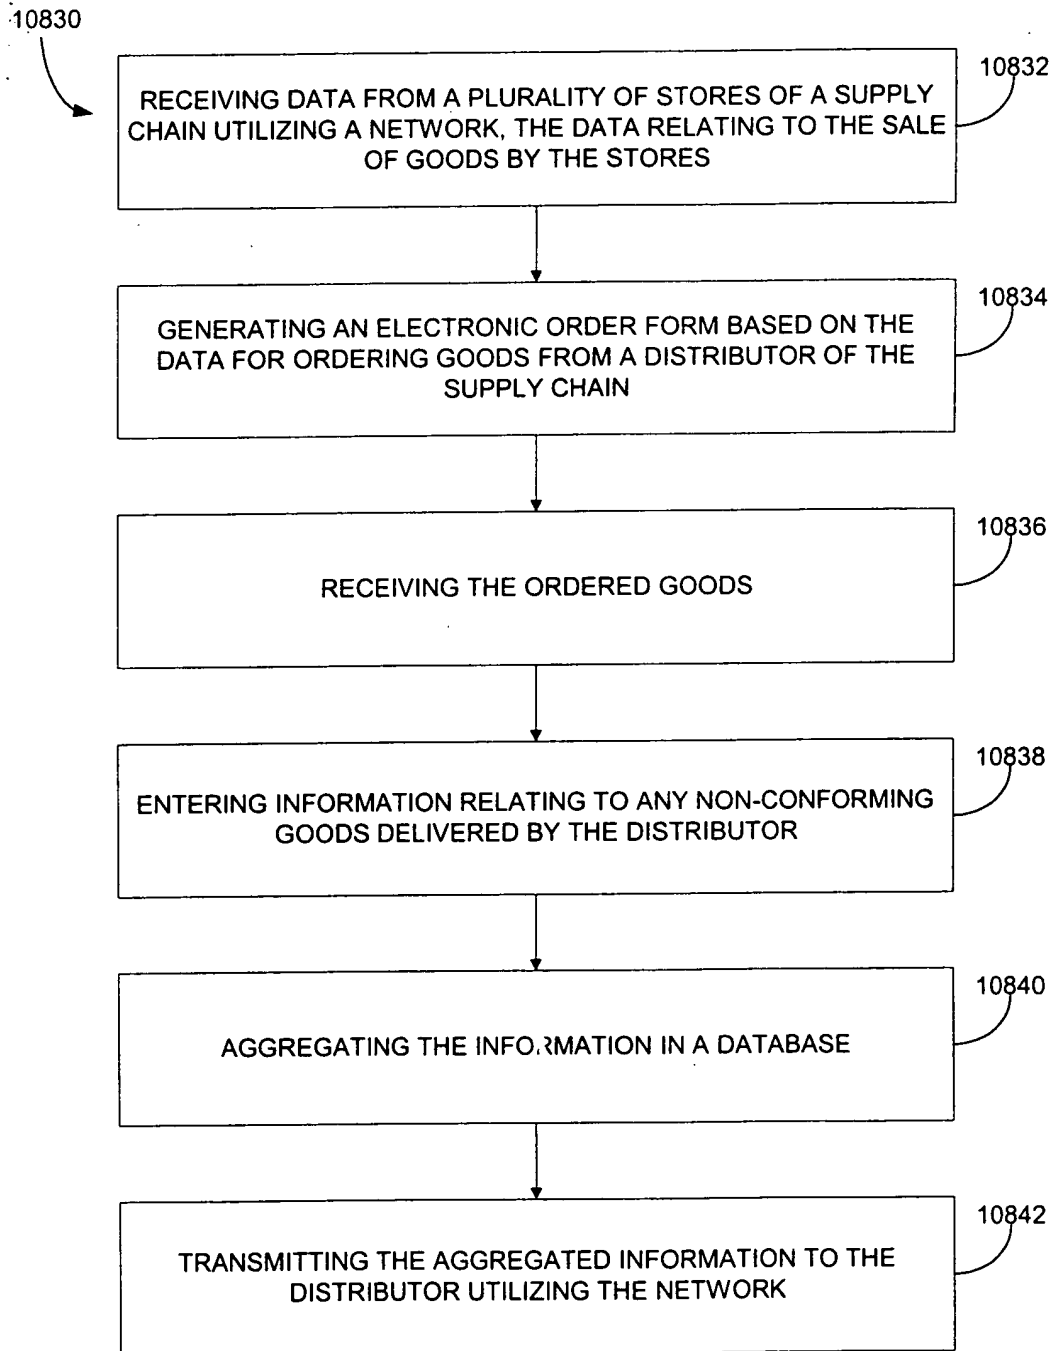 10830
10832
RECEIVING DATA FROM A PLURALITY OF STORES OF A SUPPLY
CHAIN UTILIZING A NETWORK, THE DATA RELATING TO THE SALE
OF GOODS BY THE STORES
10834
GENERATING AN ELECTRONIC ORDER FORM BASED ON THE
DATA FOR ORDERING GOODS FROM A DISTRIBUTOR OF THE
SUPPLY CHAIN
10836
RECEIVING THE ORDERED GOODS
10838
ENTERING INFORMATION RELATING TO ANY NON-CONFORMING
GOODS DELIVERED BY THE DISTRIBUTOR
10840
AGGREGATING THE INFORMATION IN A DATABASE
10842
TRANSMITTING THE AGGREGATED INFORMATION TO THE
DISTRIBUTOR UTILIZING THE NETWORK